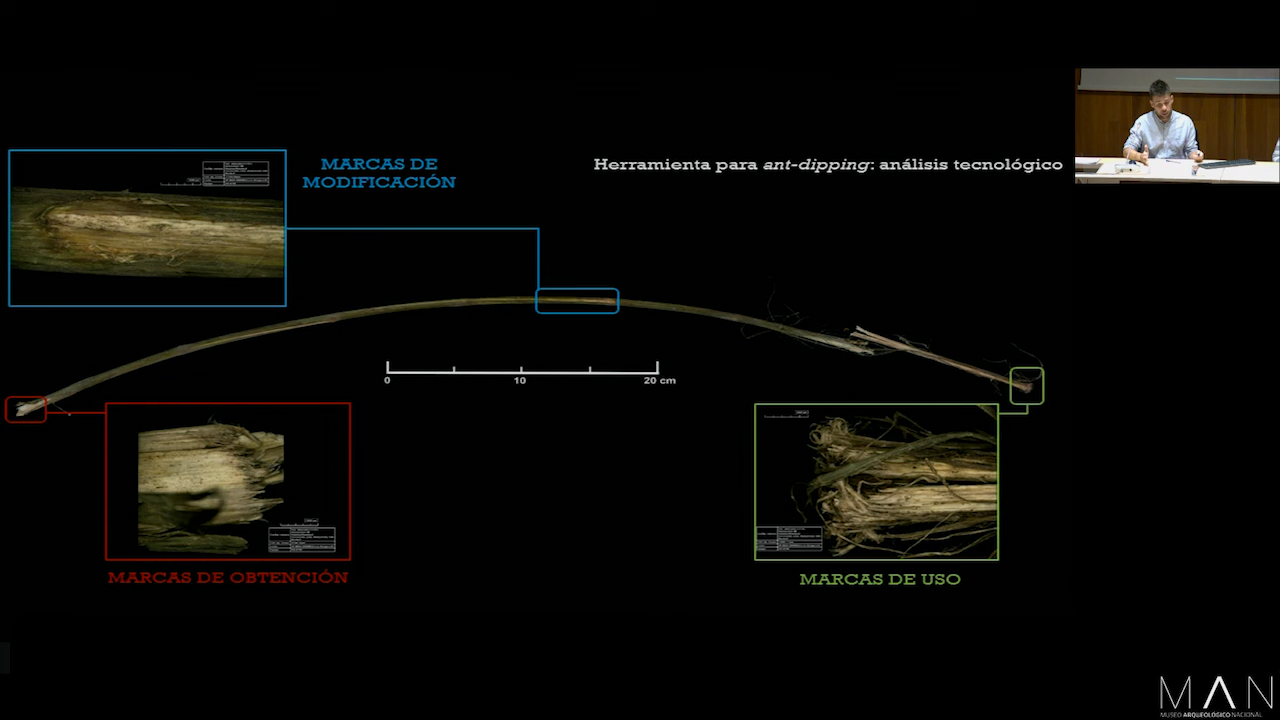 MARCAS DE
MODIFICACIÓN
Herramienta para ant-dipping: análisis tecnológico
0
10
20 cm
MARCAS DE OBTENCIÓN
MARCAS DE USO
MAN
MUSEO ARQUEOLÓGICO NACIONAL